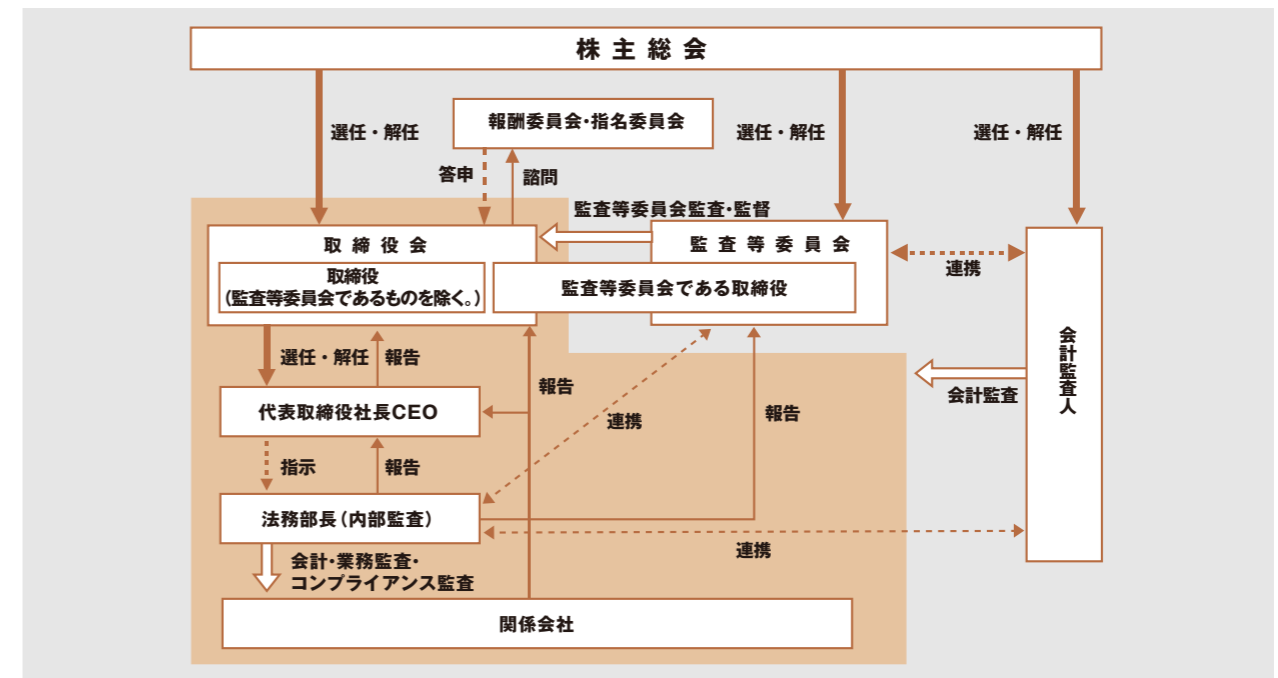 株主総会
報酬委員会・指名委員会
選任・解任
選任・解任
選任・解任
答申
諮問
監査等委員会監査・監督
取締役会
監査等委員会
連携
取締役
（監査等委員会であるものを除く。）
監査等委員会である取締役
会計監査人
選任・解任
報告
報告
会計監査
代表取締役社長CEO
連携
報告
指示
報告
法務部長（内部監査）
連携
会計・業務監査・
コンプライアンス監査
関係会社